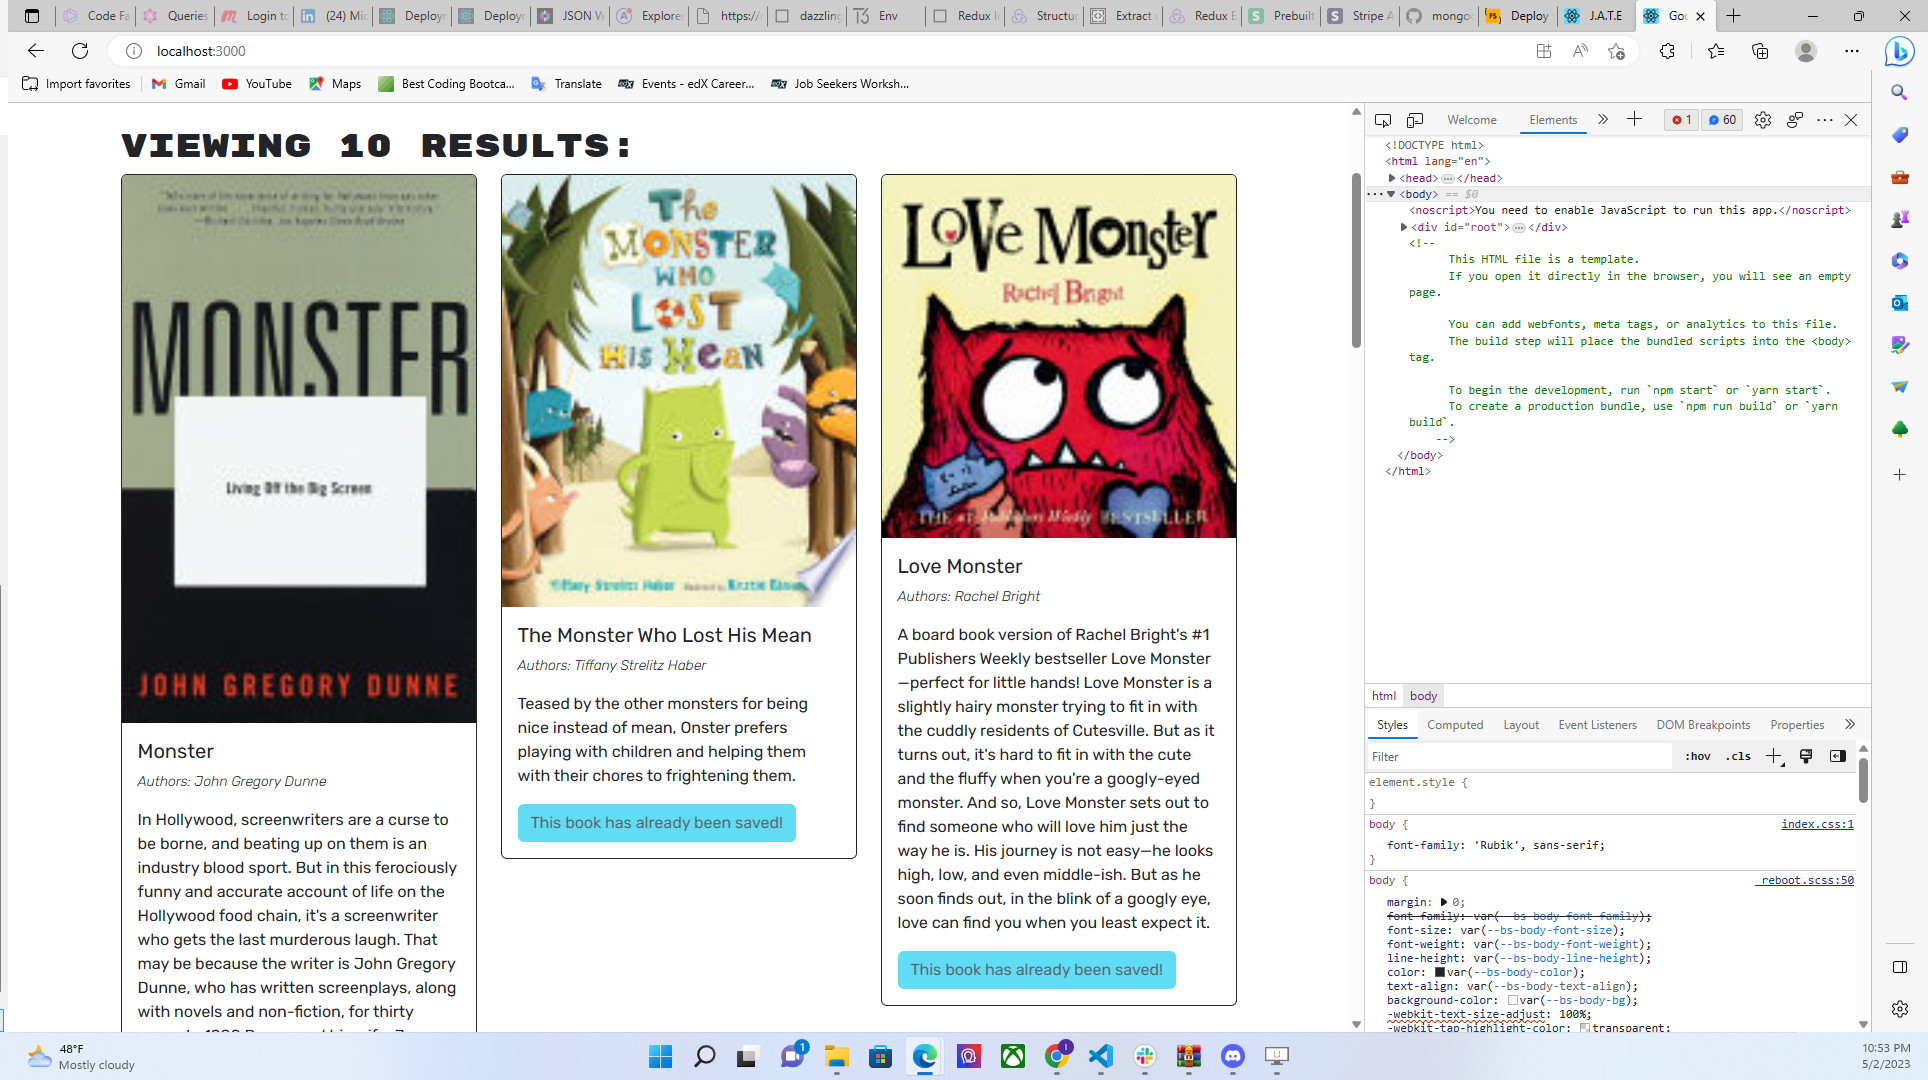 Code Fa
Queries
Login to
(24) Mic
Deployr
Deployr
JSON W
Explore
https://
dazzling
Env
Redux I
Structur
Extract
Redux E
Prebuilt
Stripe A
mongoo
Deploy
J.A.T.E
Goo
localhost:3000
Import favorites
Gmail
YouTube
Maps
Best Coding Bootca...
Translate
Events - edX Career...
Job Seekers Worksh...
VIEWING 10 RESULTS:
MONSTER
Living Off the Big Screen
JOHN GREGORY DUNNE
Monster
Authors: John Gregory Dunne
In Hollywood, screenwriters are a curse to
be borne, and beating up on them is an
industry blood sport. But in this ferociously
funny and accurate account of life on the
Hollywood food chain, it's a screenwriter
who gets the last murderous laugh. That
may be because the writer is John Gregory
Dunne, who has written screenplays, along
with novels and non-fiction, for thirty
The
MONSTER
WHO
LOST
HIS MEAN
Tiffany Strelitz Haber
The Monster Who Lost His Mean
Authors: Tiffany Strelitz Haber
Teased by the other monsters for being
nice instead of mean, Onster prefers
playing with children and helping them
with their chores to frightening them.
This book has already been saved!
Love Monster
Rachel Bright
THE #1 Publishers Weekly BESTSELLER
Love Monster
Authors: Rachel Bright
A board book version of Rachel Bright's #1
Publishers Weekly bestseller Love Monster
—perfect for little hands! Love Monster is a
slightly hairy monster trying to fit in with
the cuddly residents of Cutesville. But as it
turns out, it's hard to fit in with the cute
and the fluffy when you're a googly-eyed
monster. And so, Love Monster sets out to
find someone who will love him just the
way he is. His journey is not easy—he looks
high, low, and even middle-ish. But as he
soon finds out, in the blink of a googly eye,
love can find you when you least expect it.
This book has already been saved!
Welcome
Elements
1
60
<!DOCTYPE html>
<html lang="en">
<head> ... </head>
<body> == $0
<noscript>You need to enable JavaScript to run this app.</noscript>
<div id="root"> ... </div>
<!--
This HTML file is a template.
If you open it directly in the browser, you will see an empty
page.
You can add webfonts, meta tags, or analytics to this file.
The build step will place the bundled scripts into the <body>
tag.
To begin the development, run `npm start` or `yarn start`.
To create a production bundle, use `npm run build` or `yarn
build`.
-->
</body>
</html>
html body
Styles
Computed
Layout
Event Listeners
DOM Breakpoints
Properties
Filter
:hov .cls
element.style {
}
body {
index.css:1
font-family: 'Rubik', sans-serif;
}
body {
_reboot.scss:50
margin: 0;
font-family: var(--bs-body-font-family);
font-size: var(--bs-body-font-size);
font-weight: var(--bs-body-font-weight);
line-height: var(--bs-body-line-height);
color: var(--bs-body-color);
text-align: var(--bs-body-text-align);
background-color: var(--bs-body-bg);
-webkit-text-size-adjust: 100%;
-webkit-tap-highlight-color: transparent;
48°F
Mostly cloudy
1
10:53 PM
5/2/2023